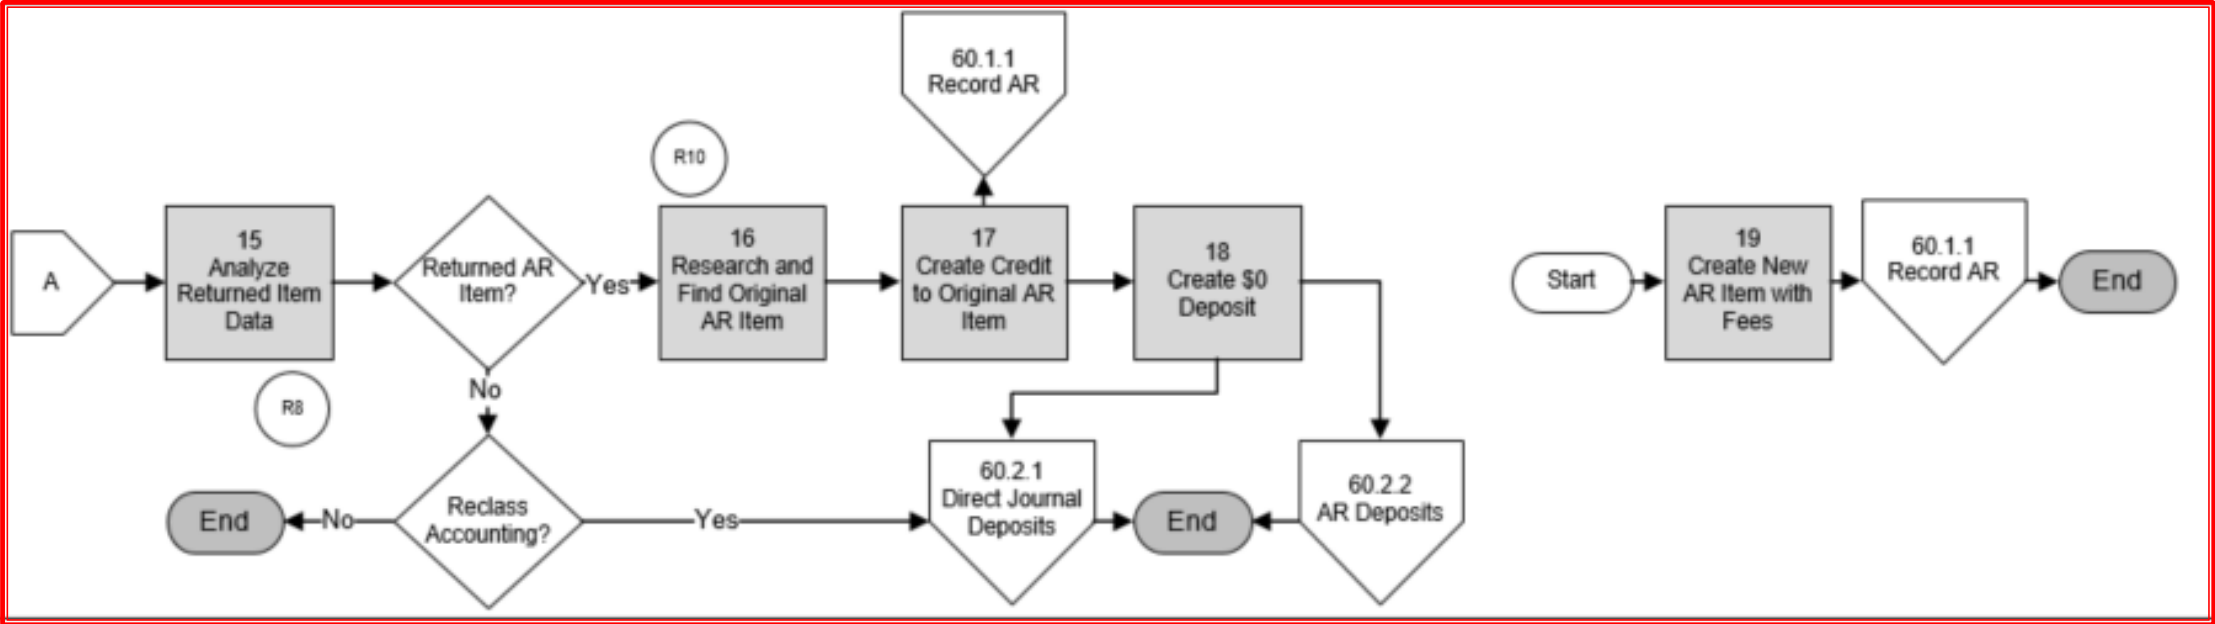 60.1.1
Record AR
R10
A
15
Analyze
Returned Item
Data
Returned AR
Item?
Yes
16
Research and
Find Original
AR Item
17
Create Credit
to Original AR
Item
18
Create $0
Deposit
Start
19
Create New
AR Item with
Fees
60.1.1
Record AR
End
No
R8
End
No
Reclass
Accounting?
Yes
60.2.1
Direct Journal
Deposits
End
60.2.2
AR Deposits